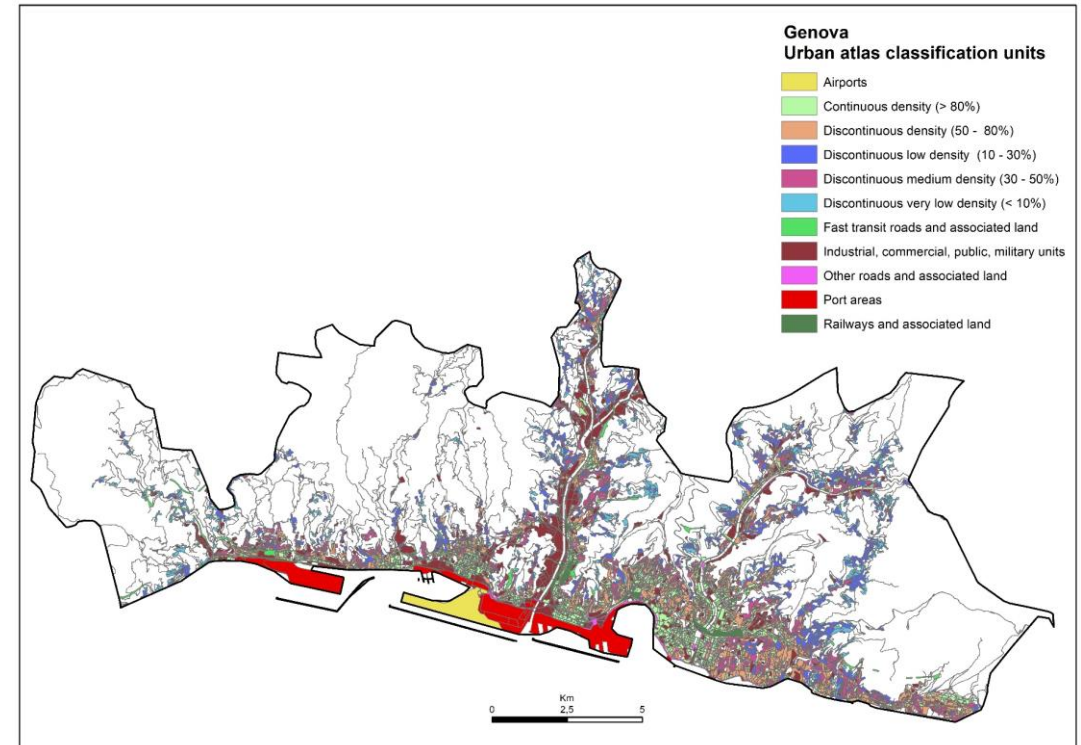 Genova
Urban atlas classification units
Airports
Continuous density (> 80%)
Discontinuous density (50 - 80%)
Discontinuous low density (10 - 30%)
Discontinuous medium density (30 - 50%)
Discontinuous very low density (< 10%)
Fast transit roads and associated land
Industrial, commercial, public, military units
Other roads and associated land
Port areas
Railways and associated land
Km
0 2,5 5